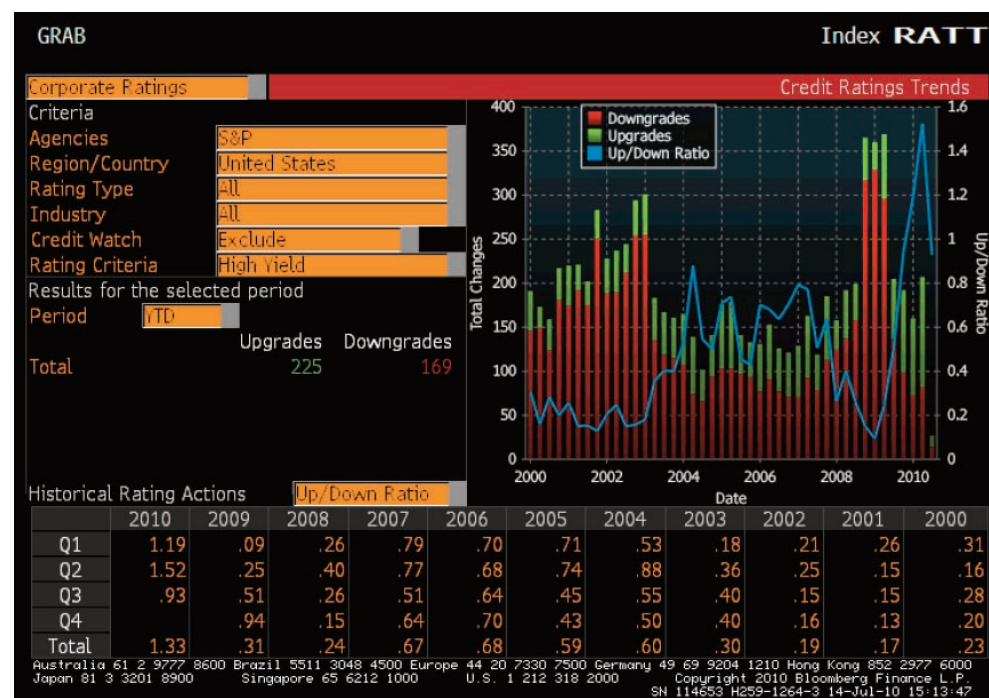 GRAB Index RATT
Corporate Ratings Credit Ratings Trends
Criteria
Agencies S&P
Region/Country United States
Rating Type All
Industry All
Credit Watch Exclude
Rating Criteria High Yield
Results for the selected period
Period YTD
Upgrades Downgrades
Total 225 169
Historical Rating Actions Up/Down Ratio
Downgrades
Upgrades
Up/Down Ratio
Total Changes
400
350
300
250
200
150
100
50
0
1.6
1.4
1.2
1
0.8
0.6
0.4
0.2
0
Up/Down Ratio
2000 2002 2004 2006 2008 2010
Date
2010 2009 2008 2007 2006 2005 2004 2003 2002 2001 2000
Q1 1.19 .09 .26 .79 .70 .71 .53 .18 .21 .26 .31
Q2 1.52 .25 .40 .77 .68 .74 .88 .36 .25 .15 .16
Q3 .93 .51 .26 .51 .64 .45 .55 .40 .15 .15 .28
Q4 .94 .15 .64 .70 .43 .50 .40 .16 .13 .20
Total 1.33 .31 .24 .67 .68 .59 .60 .30 .19 .17 .23
Australia 61 2 9777 8600 Brazil 5511 3048 4500 Europe 44 20 7330 7500 Germany 49 69 9204 1210 Hong Kong 852 2977 6000
Japan 81 3 3201 8900 Singapore 65 6212 1000 U.S. 1 212 318 2000 Copyright 2010 Bloomberg Finance L.P.
SN 114653 H259-1264-3 14-Jul-10 15:13:47